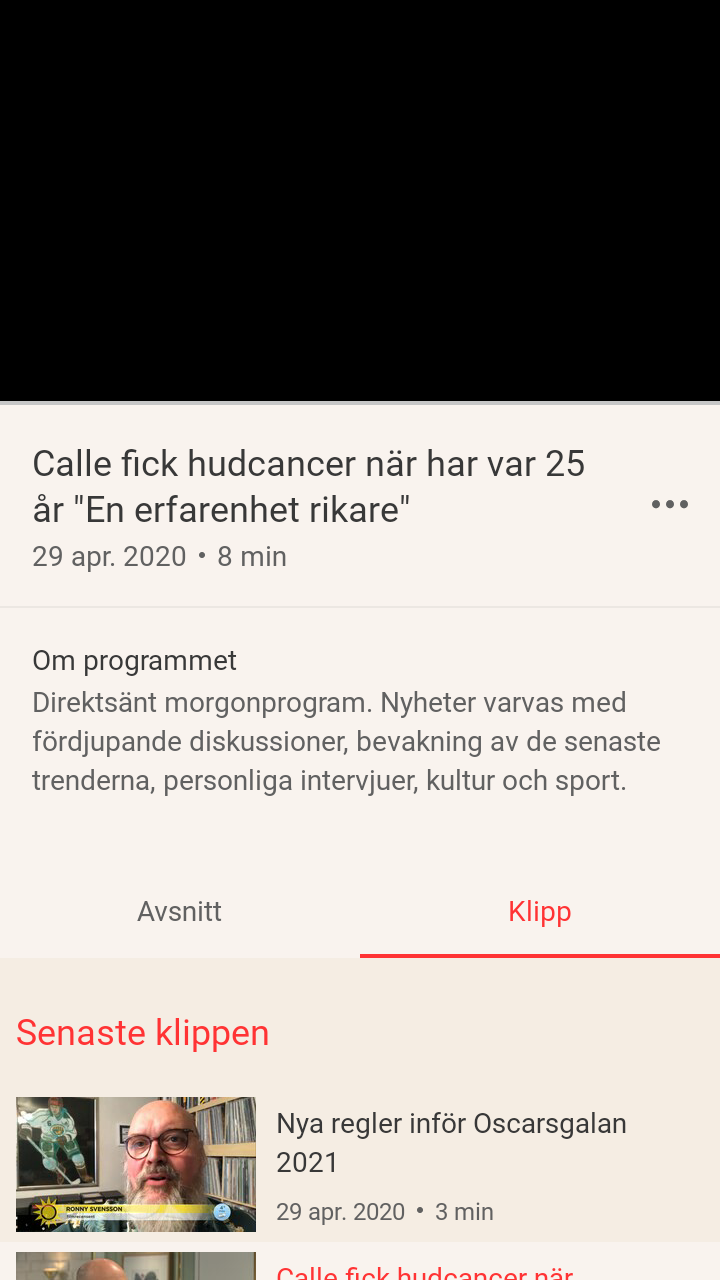 Calle fick hudcancer när har var 25
år "En erfarenhet rikare"
29 apr. 2020 • 8 min
Om programmet
Direktsänt morgonprogram. Nyheter varvas med
fördjupande diskussioner, bevakning av de senaste
trenderna, personliga intervjuer, kultur och sport.
Avsnitt
Klipp
Senaste klippen
RONNY SVENSSON
Nya regler inför Oscarsgalan
2021
29 apr. 2020 • 3 min
Calle fick hudcancer när